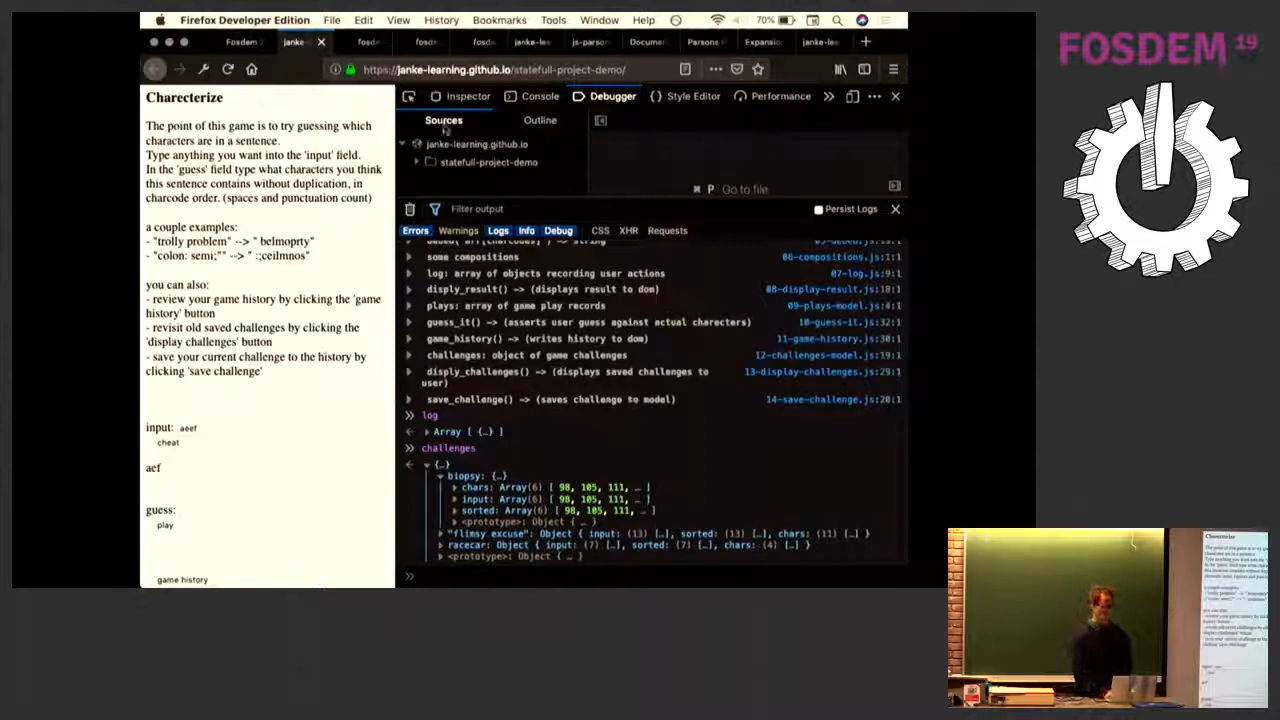 Firefox Developer Edition File Edit View History Bookmarks Tools Window Help 70%
Fosdem janke- fosde fosde fosde janke-lea js-parson Documen Parsons P Expansio janke-lea
https://janke-learning.github.io/statefull-project-demo/
Charecterize
The point of this game is to try guessing which
characters are in a sentence.
Type anything you want into the 'input' field.
In the 'guess' field type what characters you think
this sentence contains without duplication, in
charcode order. (spaces and punctuation count)
a couple examples:
- "trolly problem" --> " belmoprty"
- "colon: semi;"" --> " :;ceilmnos"
you can also:
- review your game history by clicking the 'game
history' button
- revisit old saved challenges by clicking the
'display challenges' button
- save your current challenge to the history by
clicking 'save challenge'
input: aeef
cheat
aef
guess:
play
game history
Inspector Console Debugger Style Editor Performance
Sources Outline
janke-learning.github.io
statefull-project-demo
⌘ P Go to file
Filter output Persist Logs
Errors Warnings Logs Info Debug CSS XHR Requests
some compositions 06-compositions.js:1:1
log: array of objects recording user actions 07-log.js:9:1
disply_result() -> (displays result to dom) 08-display-result.js:18:1
plays: array of game play records 09-plays-model.js:4:1
guess_it() -> (asserts user guess against actual charecters) 10-guess-it.js:32:1
game_history() -> (writes history to dom) 11-game-history.js:30:1
challenges: object of game challenges 12-challenges-model.js:19:1
disply_challenges() -> (displays saved challenges to 13-display-challenges.js:29:1
user)
save_challenge() -> (saves challenge to model) 14-save-challenge.js:20:1
log
Array [ {…} ]
challenges
{…}
biopsy: {…}
chars: Array(6) [ 98, 105, 111, … ]
input: Array(6) [ 98, 105, 111, … ]
sorted: Array(6) [ 98, 105, 111, … ]
<prototype>: Object { … }
"flimsy excuse": Object { input: (13) […], sorted: (13) […], chars: (11) […] }
racecar: Object { input: (7) […], sorted: (7) […], chars: (4) […] }
<prototype>: Object { … }
FOSDEM 19